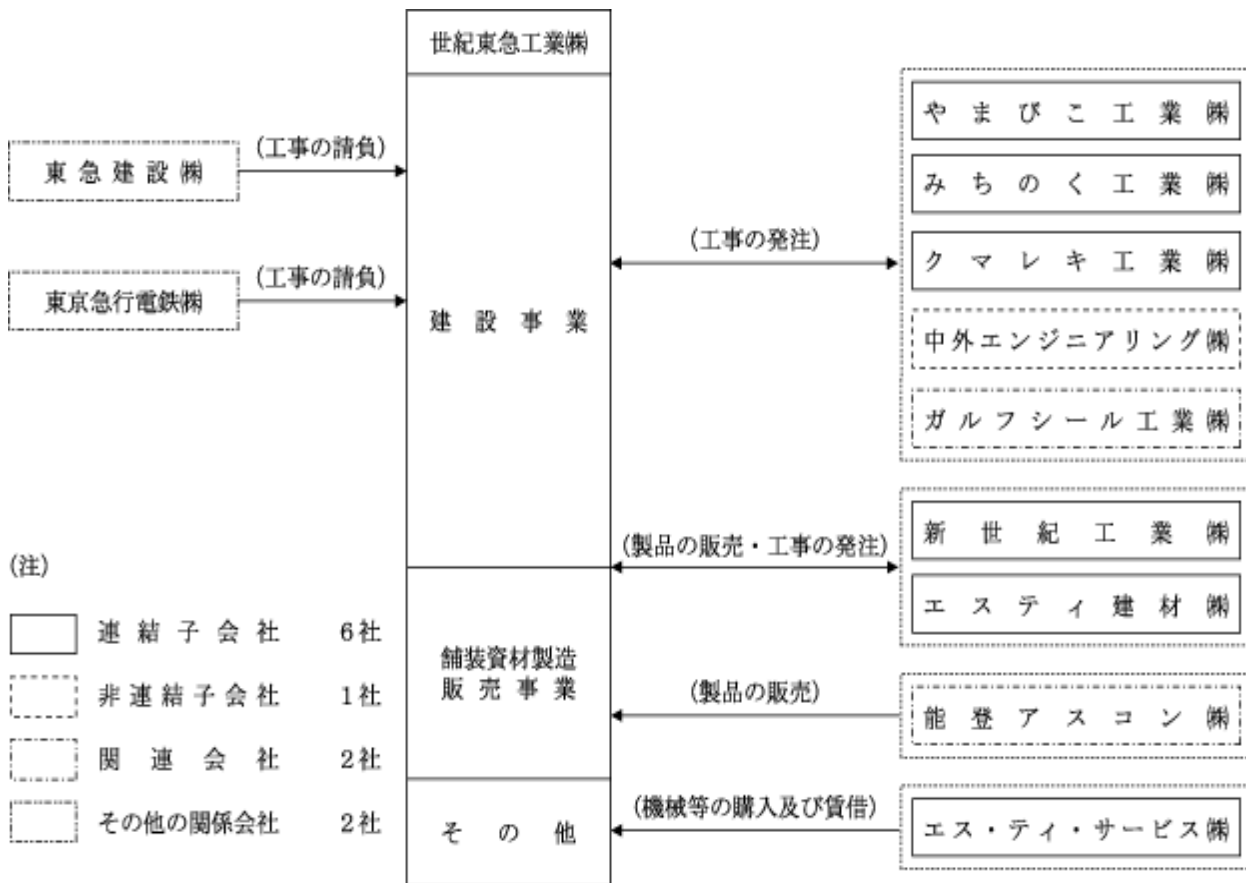 世紀東急工業㈱
東急建設㈱
(工事の請負)
東京急行電鉄㈱
(工事の請負)
建設事業
(工事の発注)
やまびこ工業㈱
みちのく工業㈱
クマレキ工業㈱
中外エンジニアリング㈱
ガルフシール工業㈱
(製品の販売・工事の発注)
新世紀工業㈱
エスティ建材㈱
舗装資材製造
販売事業
(製品の販売)
能登アスコン㈱
その他
(機械等の購入及び賃借)
エス・ティ・サービス㈱
(注)
連結子会社 6社
非連結子会社 1社
関連会社 2社
その他の関係会社 2社